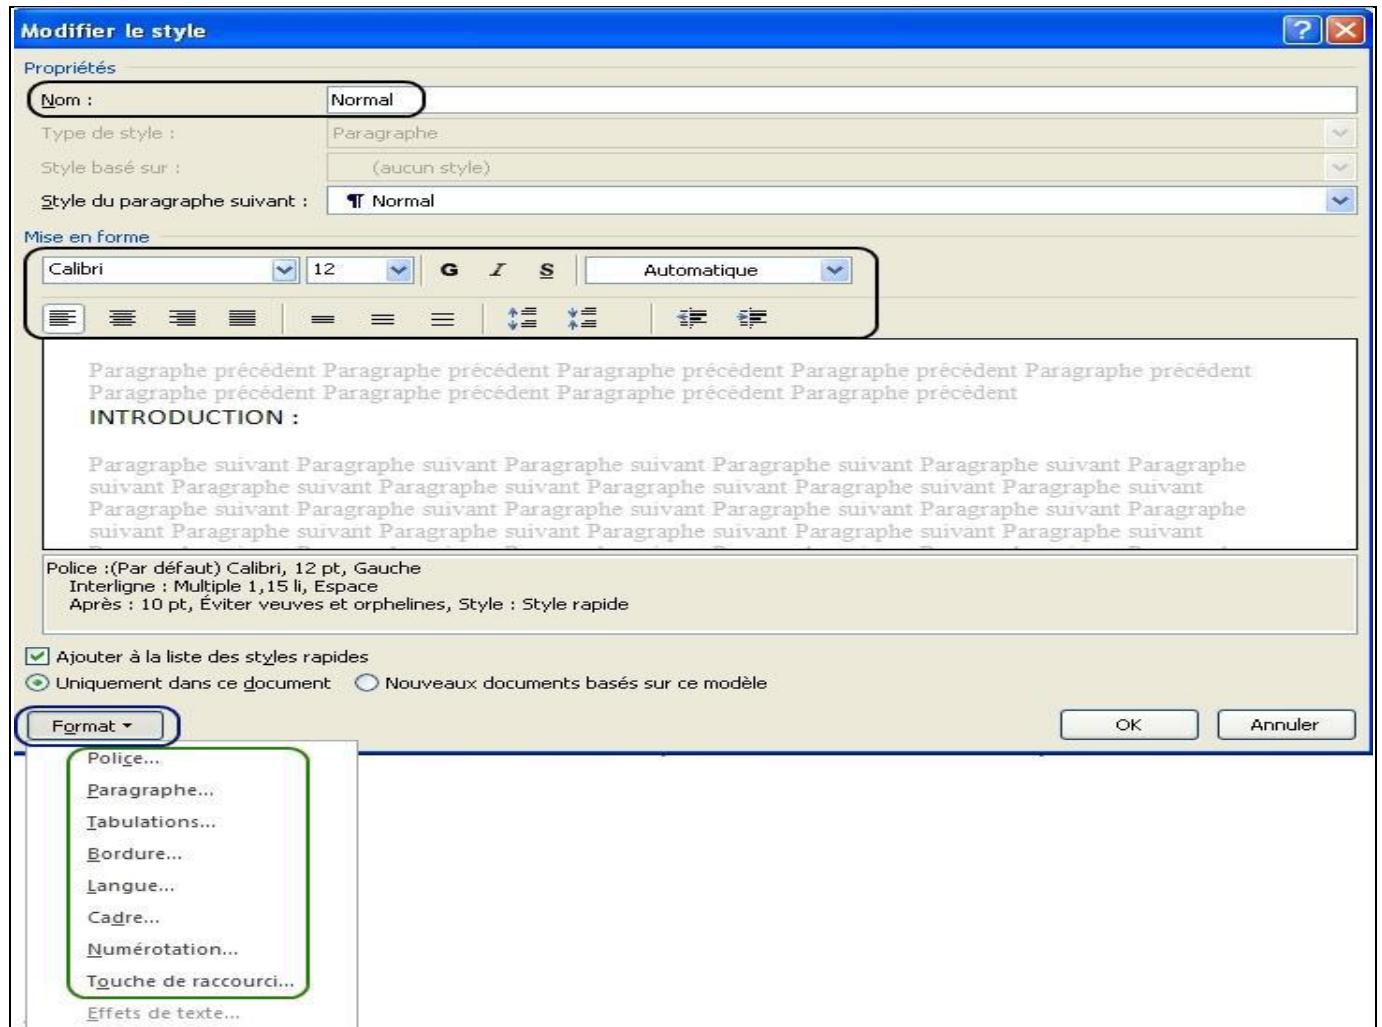 Modifier le style
Propriétés
Nom : Normal
Type de style : Paragraphe
Style basé sur : (aucun style)
Style du paragraphe suivant : ¶ Normal
Mise en forme
Calibri 12 G I S Automatique
Paragraphe précédent Paragraphe précédent Paragraphe précédent Paragraphe précédent Paragraphe précédent
Paragraphe précédent Paragraphe précédent Paragraphe précédent Paragraphe précédent
INTRODUCTION :
Paragraphe suivant Paragraphe suivant Paragraphe suivant Paragraphe suivant Paragraphe suivant Paragraphe
suivant Paragraphe suivant Paragraphe suivant Paragraphe suivant Paragraphe suivant Paragraphe suivant
Paragraphe suivant Paragraphe suivant Paragraphe suivant Paragraphe suivant Paragraphe suivant Paragraphe
suivant Paragraphe suivant Paragraphe suivant Paragraphe suivant Paragraphe suivant Paragraphe suivant
Police :(Par défaut) Calibri, 12 pt, Gauche
Interligne : Multiple 1,15 li, Espace
Après : 10 pt, Éviter veuves et orphelines, Style : Style rapide
Ajouter à la liste des styles rapides
Uniquement dans ce document Nouveaux documents basés sur ce modèle
Format OK Annuler
Police...
Paragraphe...
Tabulations...
Bordure...
Langue...
Cadre...
Numérotation...
Touche de raccourci...
Effets de texte...